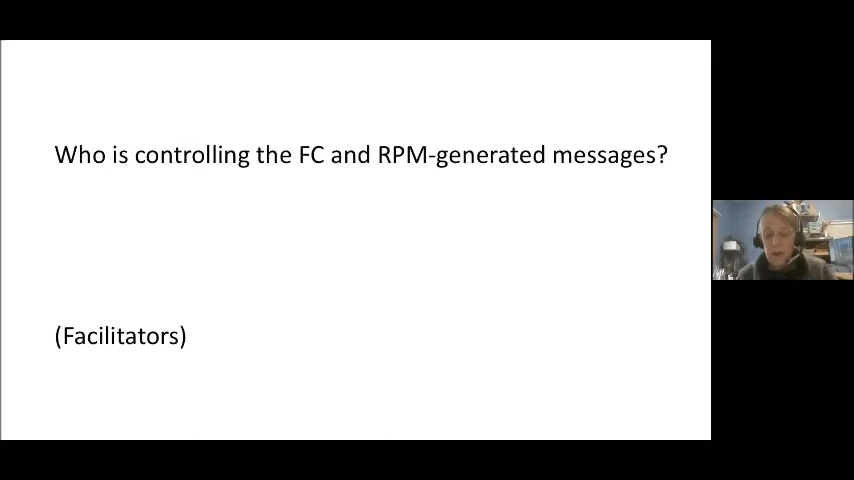 Who is controlling the FC and RPM-generated messages?
(Facilitators)